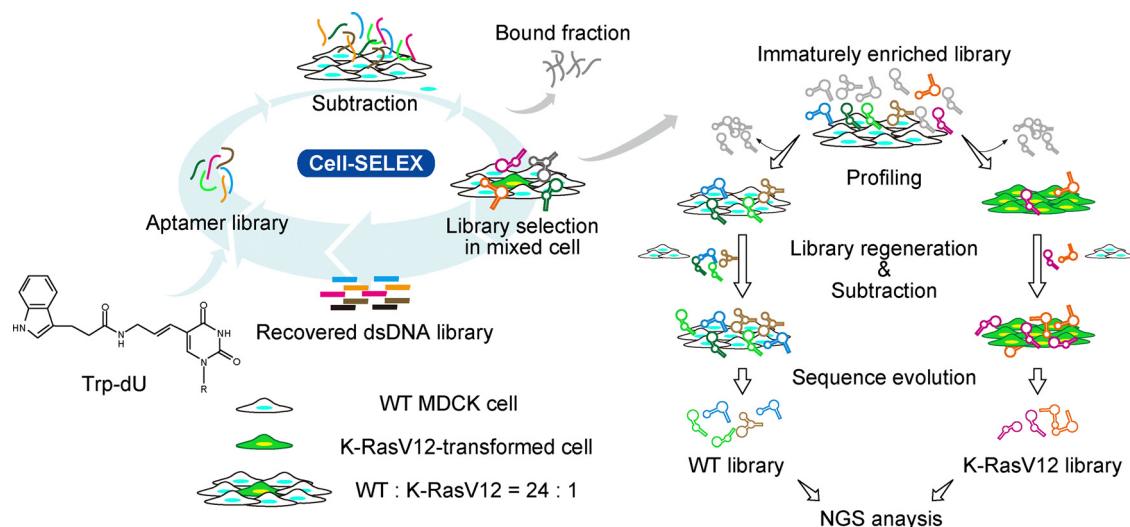 Bound fraction
Subtraction
Cell-SELEX
Aptamer library
Library selection
in mixed cell
Recovered dsDNA library
HN
O
N
H
O
NH
N
O
R
Trp-dU
WT MDCK cell
K-RasV12-transformed cell
WT : K-RasV12 = 24 : 1
Immaturely enriched library
Profiling
Library regeneration
&
Subtraction
Sequence evolution
WT library
K-RasV12 library
NGS anaysis